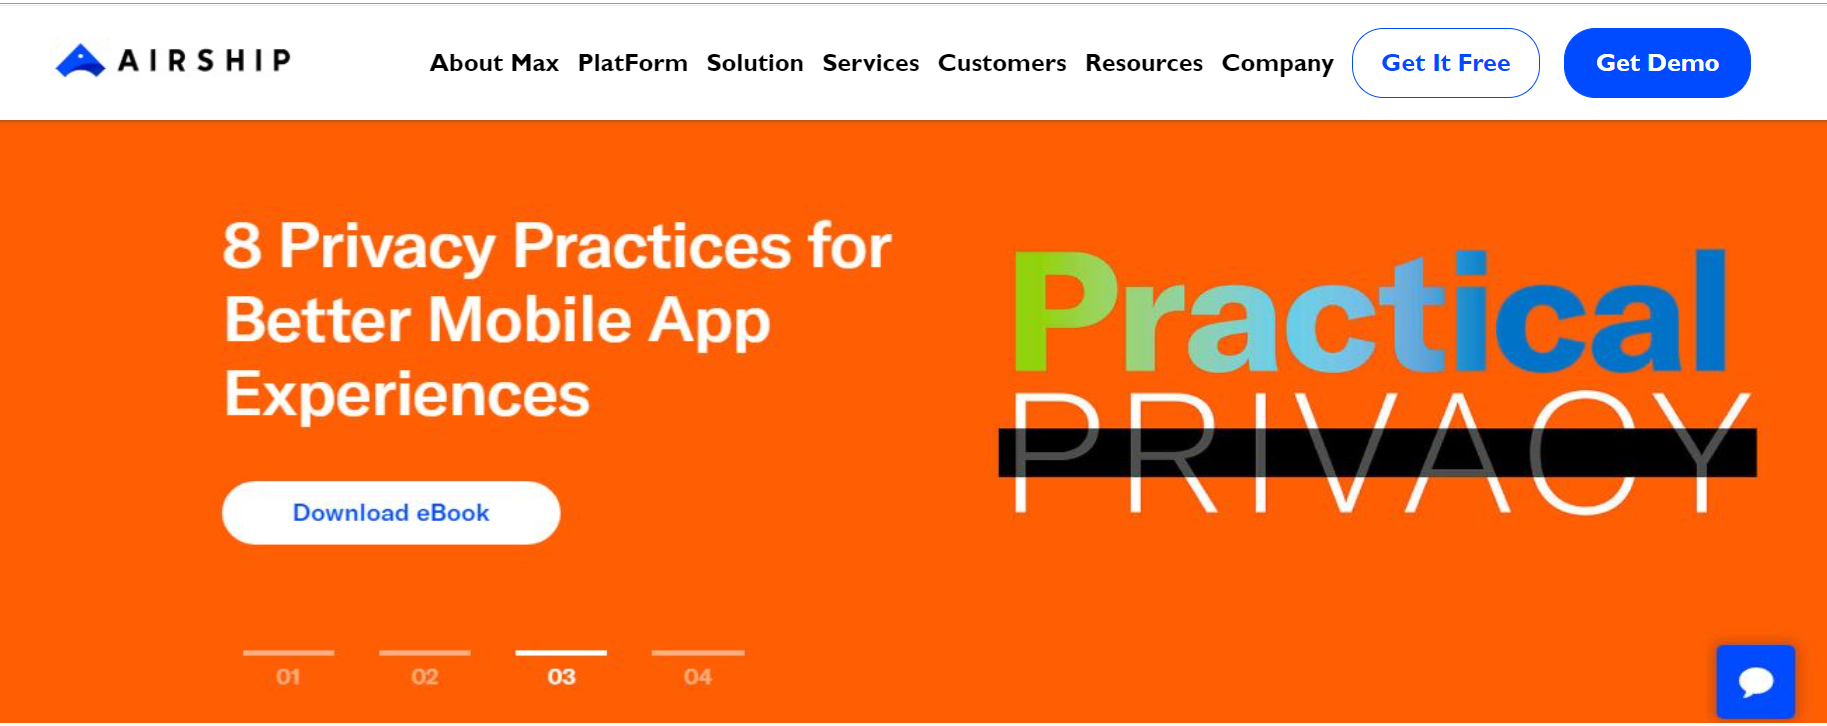 AIRSHIP About Max PlatForm Solution Services Customers Resources Company Get It Free Get Demo
8 Privacy Practices for
Better Mobile App
Experiences
Download eBook
Practical
PRIVACY
01 02 03 04